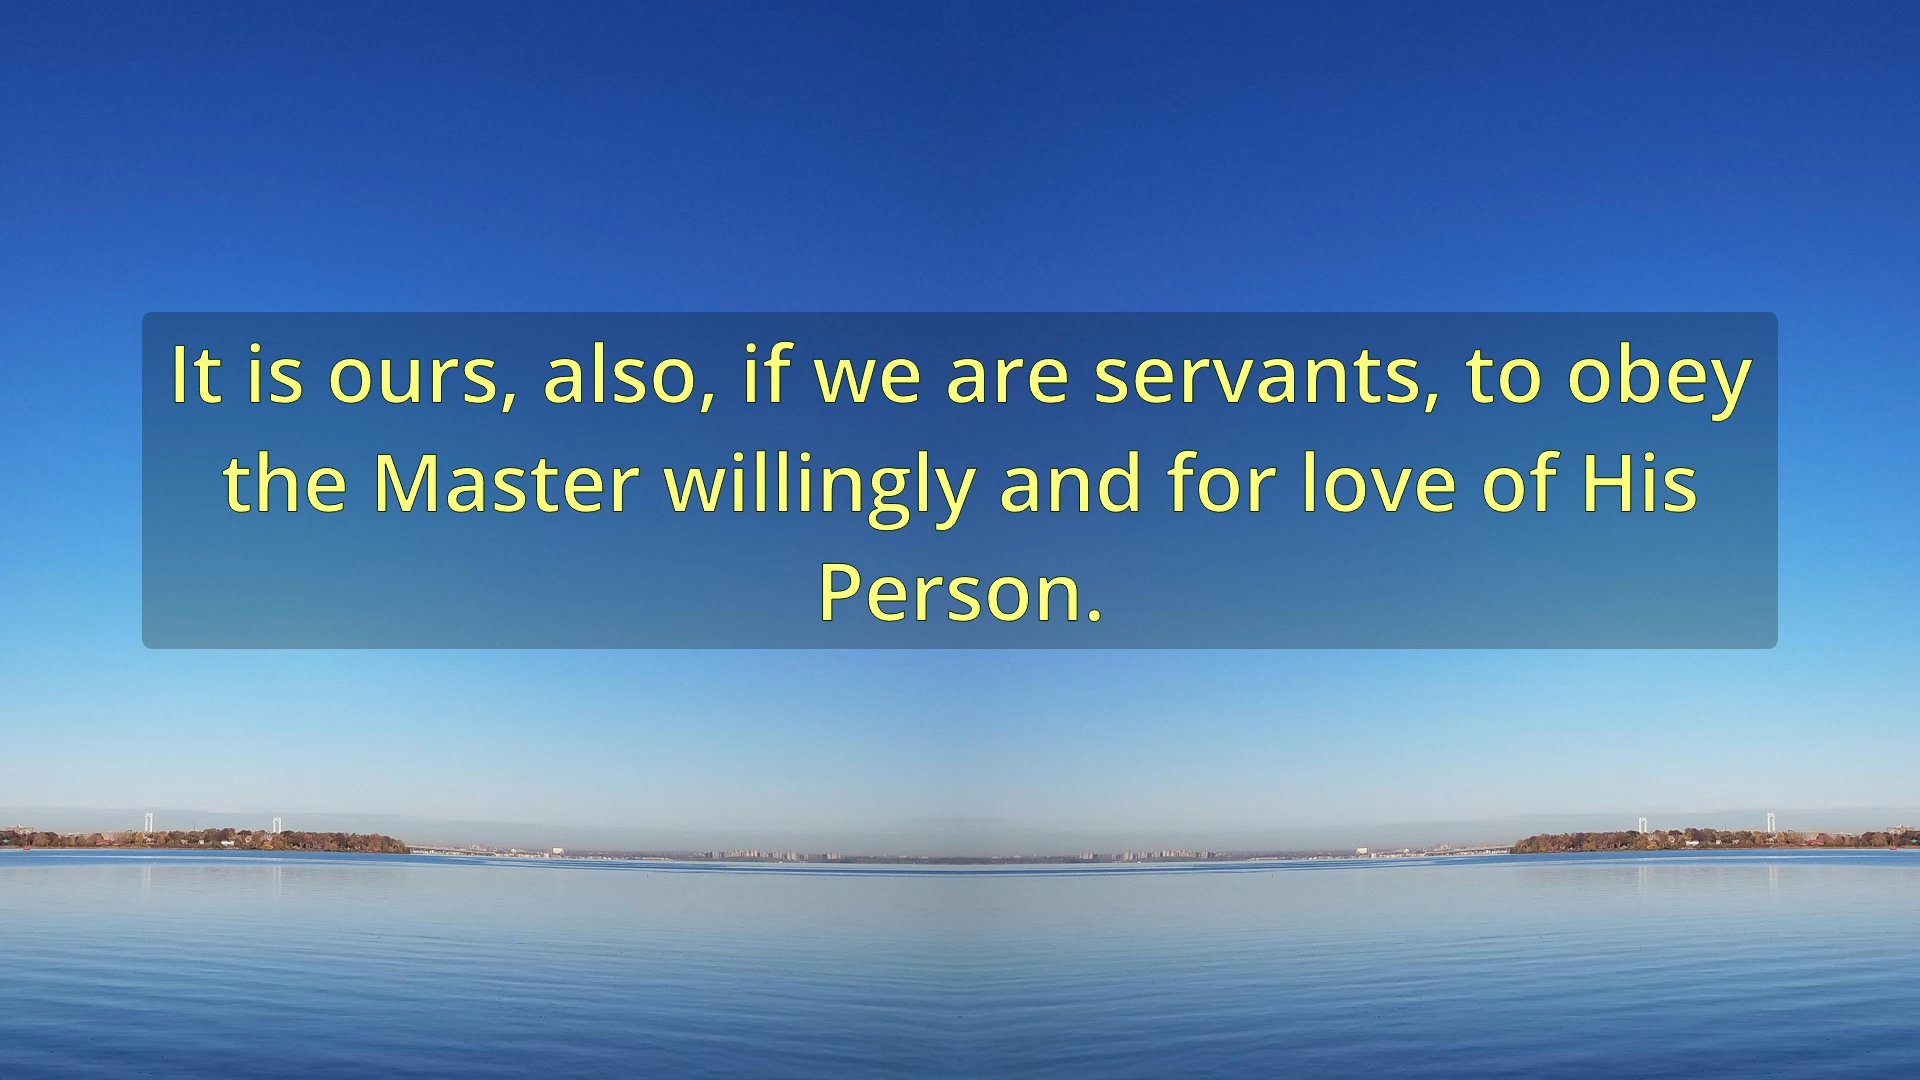 It is ours, also, if we are servants, to obey
the Master willingly and for love of His
Person.